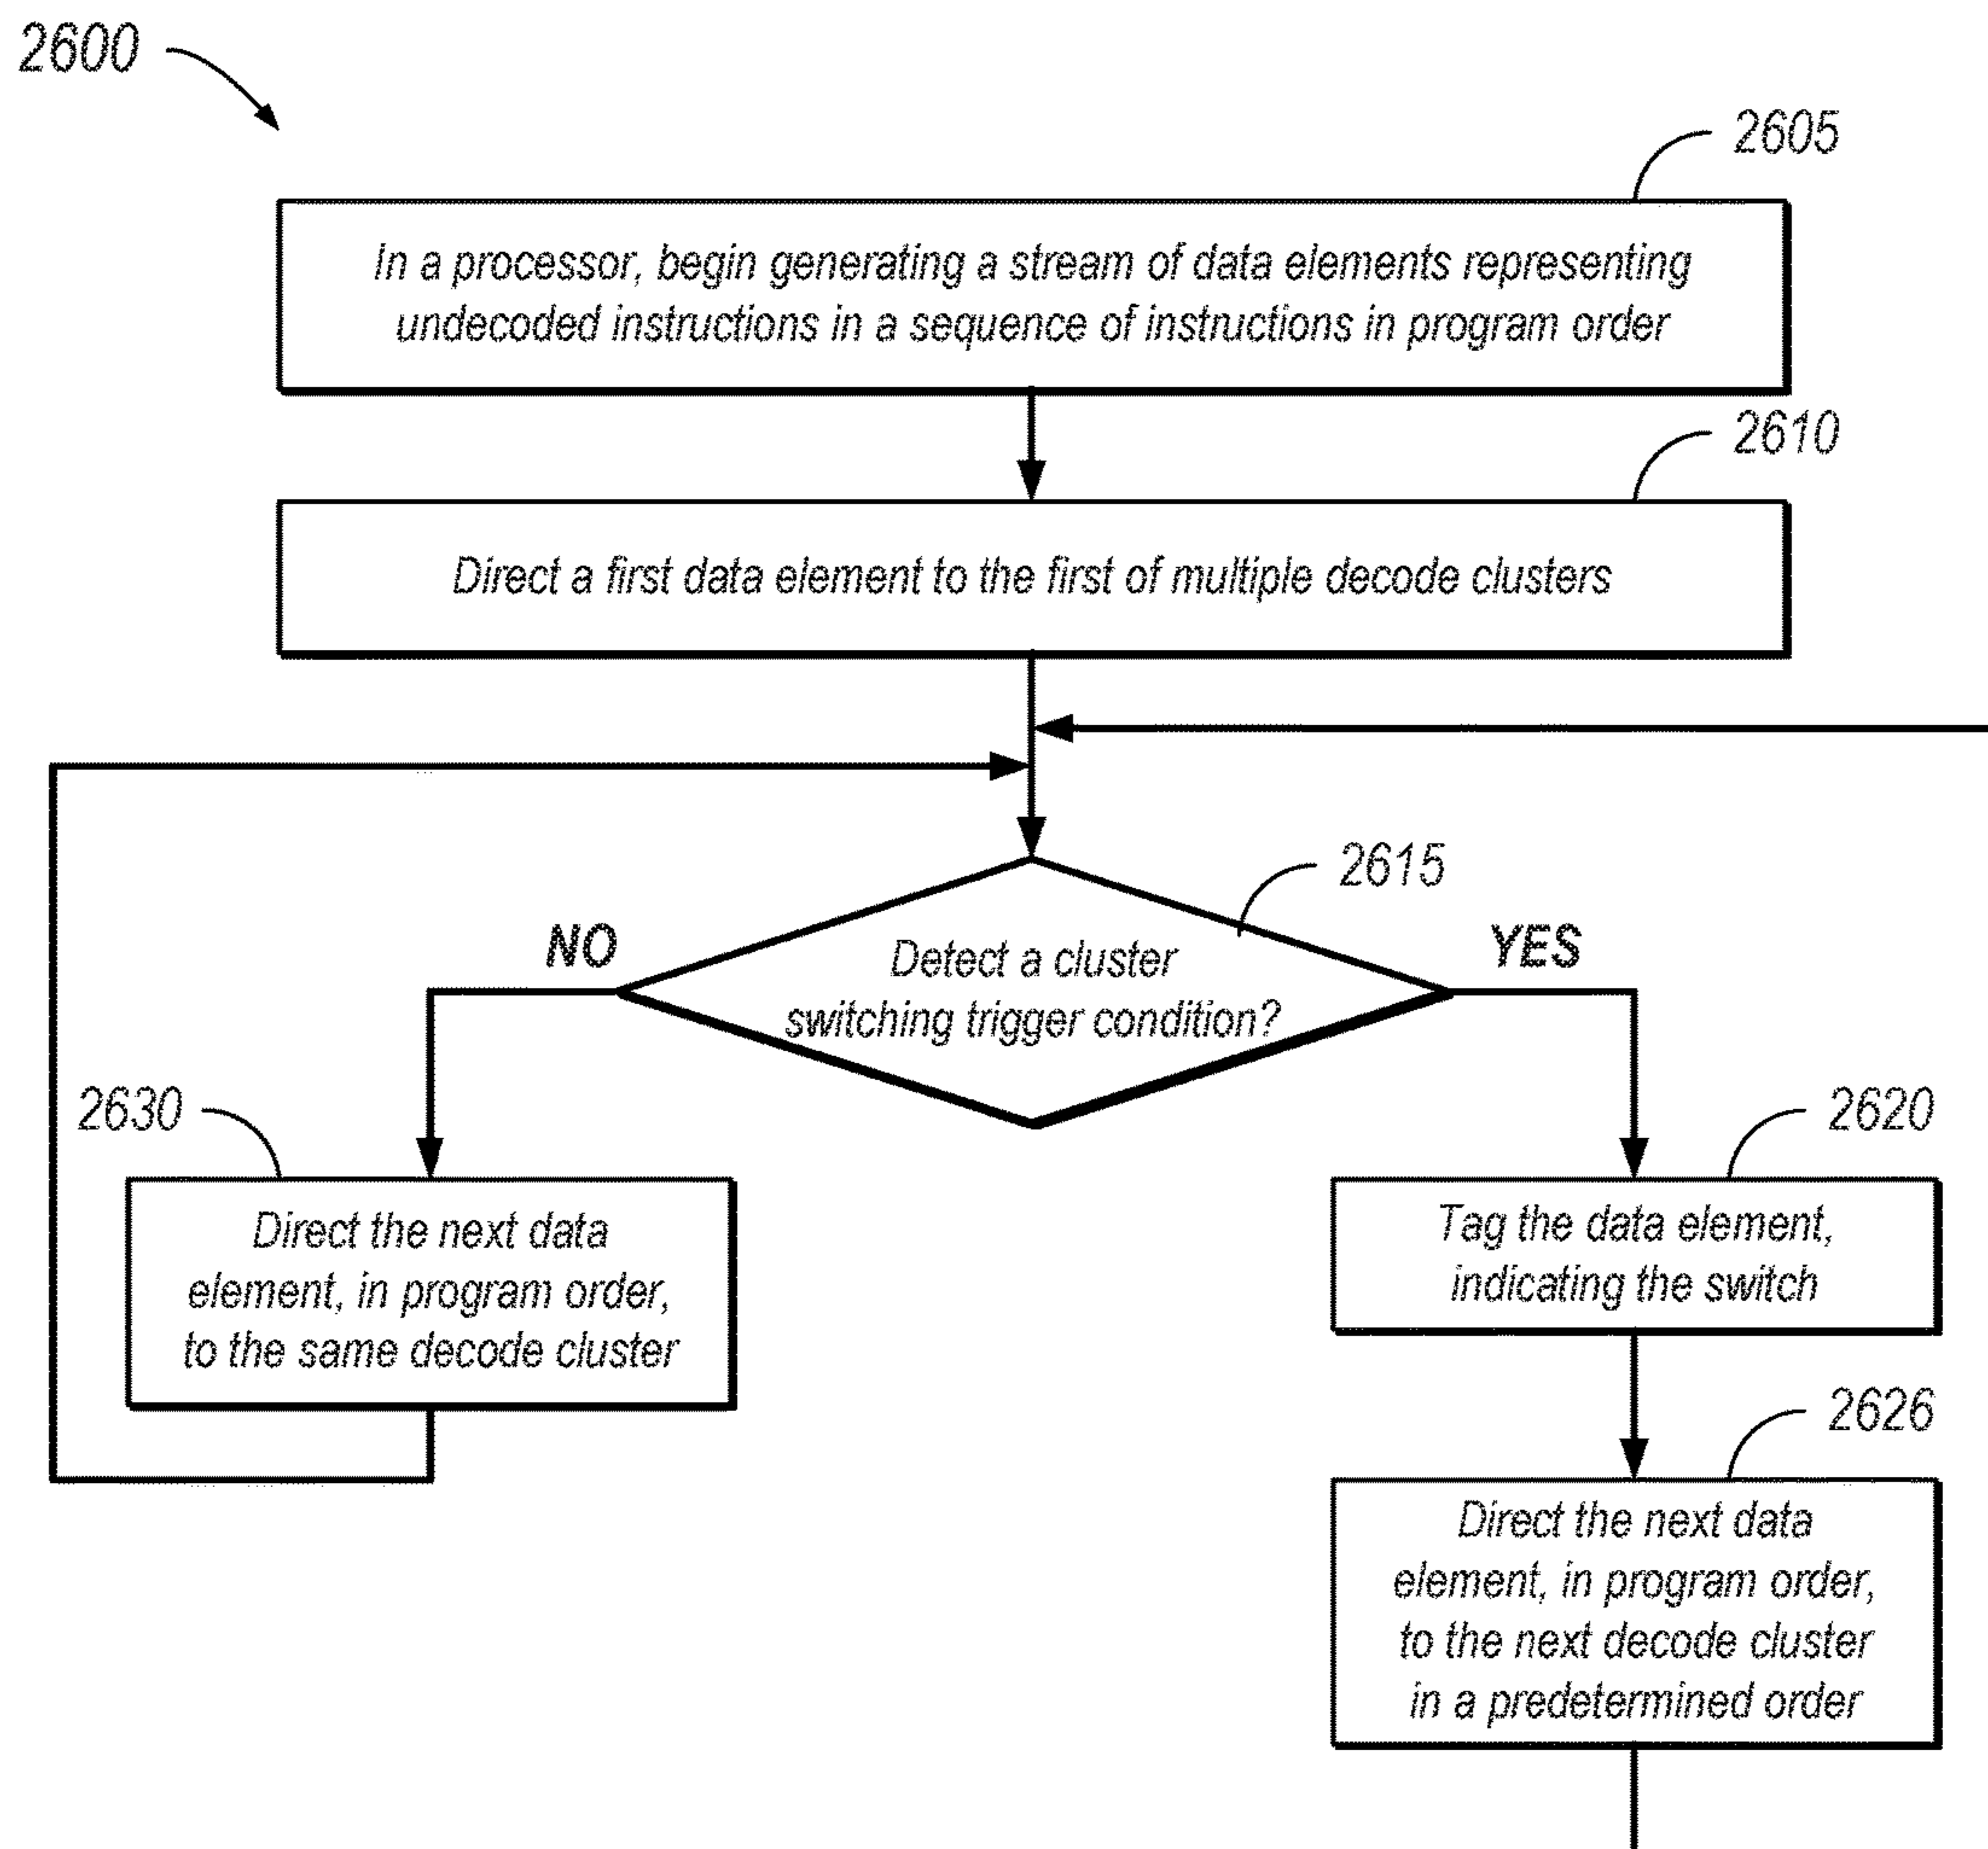 2600
2605
In a processor, begin generating a stream of data elements representing
undecoded instructions in a sequence of instructions in program order
2610
Direct a first data element to the first of multiple decode clusters
2615
NO
YES
Detect a cluster
switching trigger condition?
2630
2620
Direct the next data
element, in program order,
to the same decode cluster
Tag the data element,
indicating the switch
2626
Direct the next data
element, in program order,
to the next decode cluster
in a predetermined order